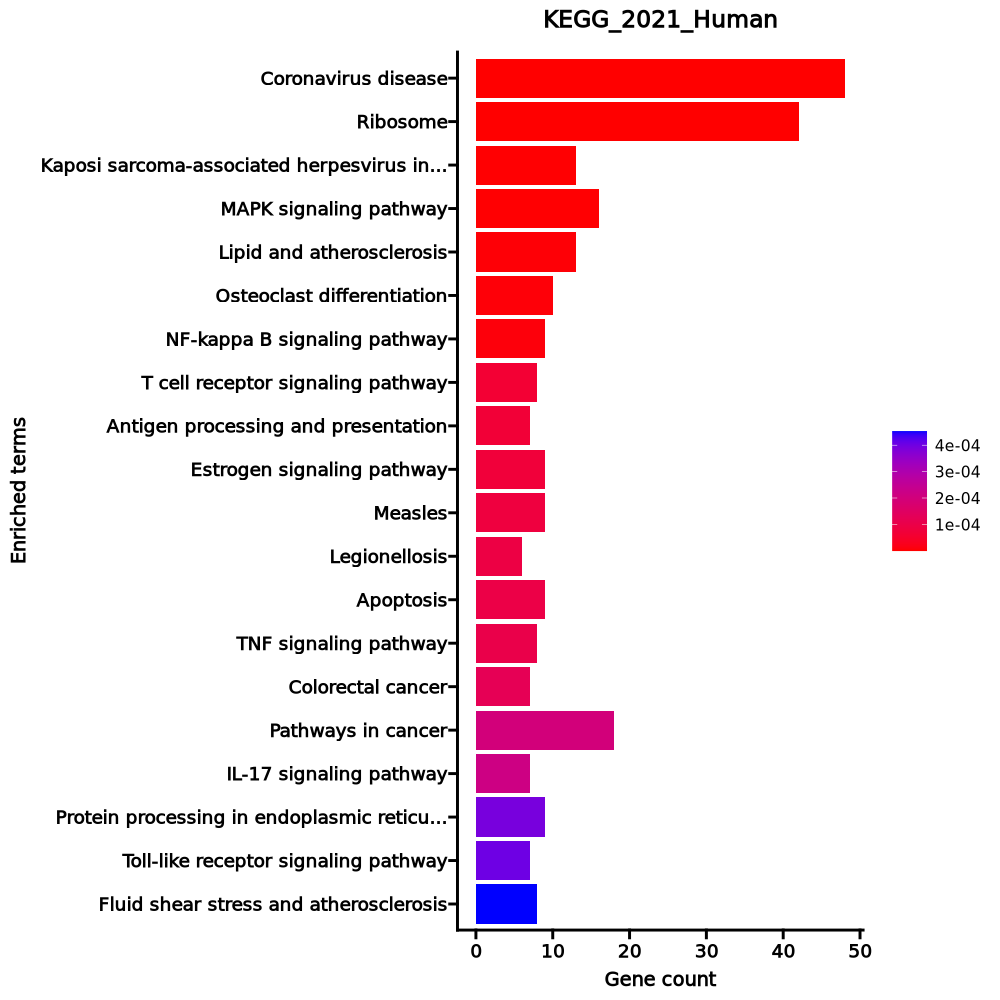 KEGG_2021_Human
Coronavirus disease
Ribosome
Kaposi sarcoma-associated herpesvirus in...
MAPK signaling pathway
Lipid and atherosclerosis
Osteoclast differentiation
NF-kappa B signaling pathway
T cell receptor signaling pathway
Antigen processing and presentation
Estrogen signaling pathway
Measles
Legionellosis
Apoptosis
TNF signaling pathway
Colorectal cancer
Pathways in cancer
IL-17 signaling pathway
Protein processing in endoplasmic reticu...
Toll-like receptor signaling pathway
Fluid shear stress and atherosclerosis
Enriched terms
0 10 20 30 40 50
Gene count
4e-04
3e-04
2e-04
1e-04